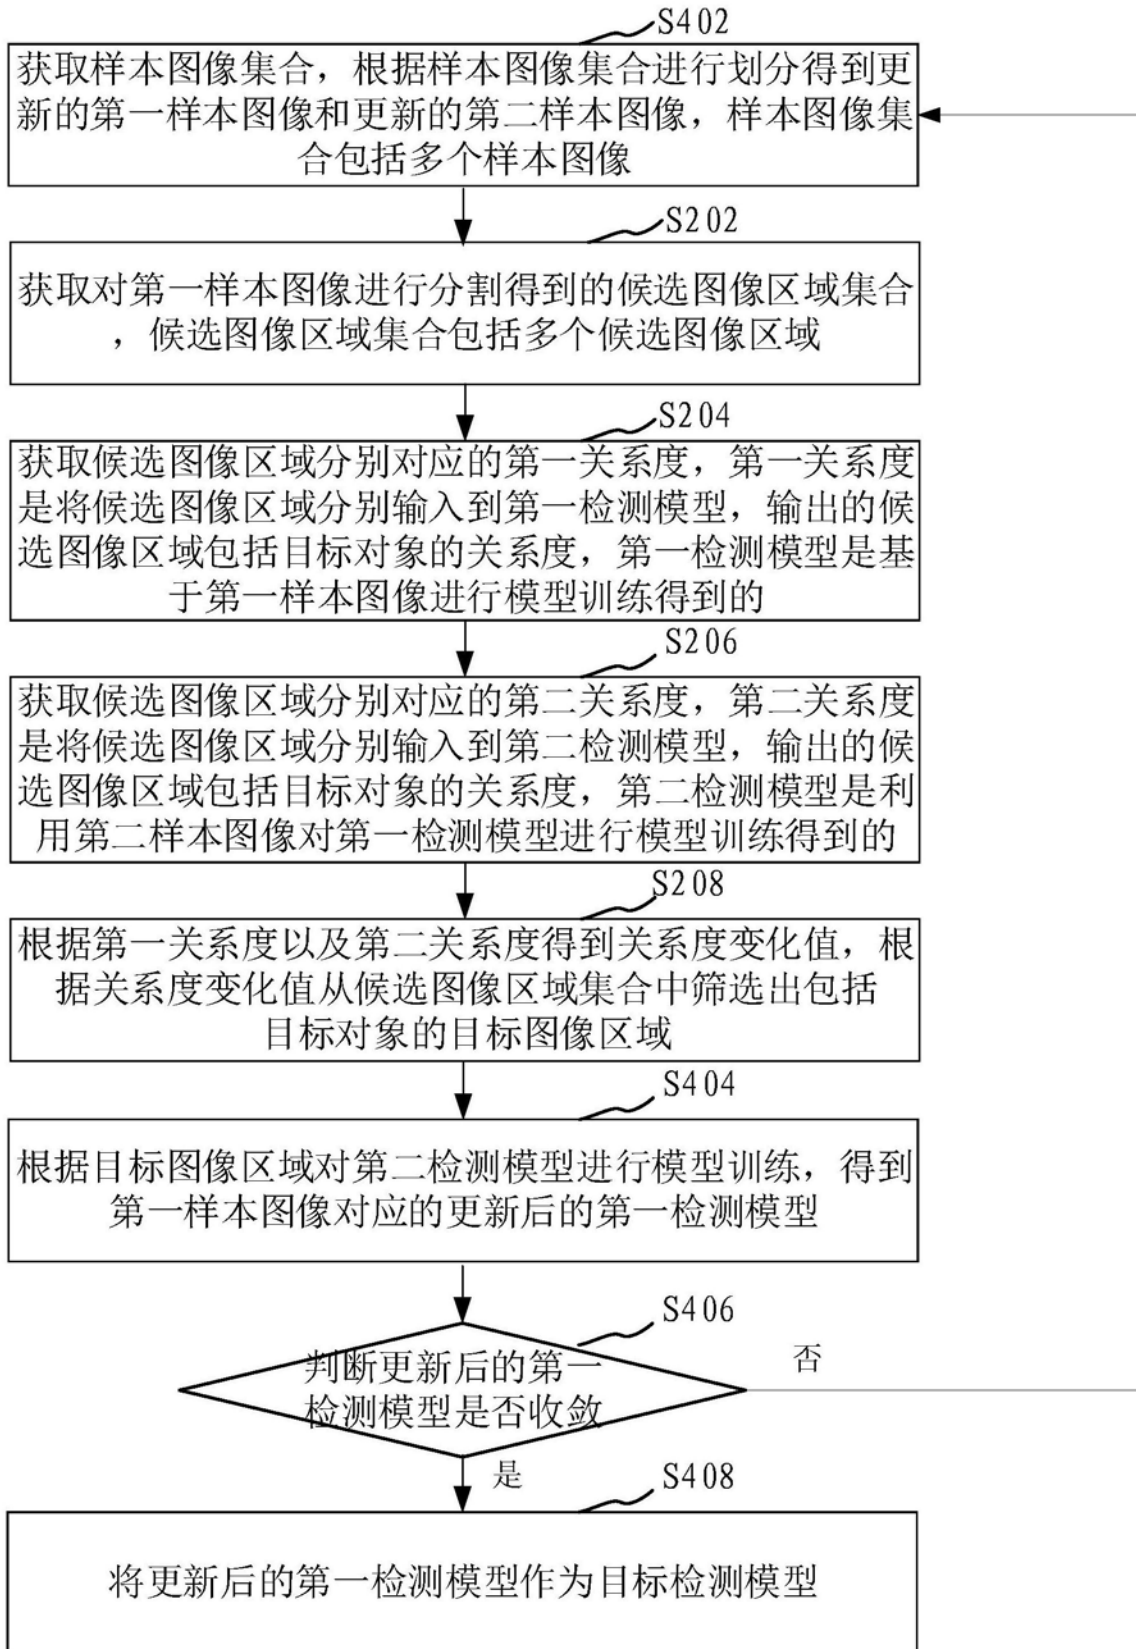 S402
获取样本图像集合，根据样本图像集合进行划分得到更
新的第一样本图像和更新的第二样本图像，样本图像集
合包括多个样本图像
S202
获取对第一样本图像进行分割得到的候选图像区域集合
，候选图像区域集合包括多个候选图像区域
S204
获取候选图像区域分别对应的第一关系度，第一关系度
是将候选图像区域分别输入到第一检测模型，输出的候
选图像区域包括目标对象的关系度，第一检测模型是基
于第一样本图像进行模型训练得到的
S206
获取候选图像区域分别对应的第二关系度，第二关系度
是将候选图像区域分别输入到第二检测模型，输出的候
选图像区域包括目标对象的关系度，第二检测模型是利
用第二样本图像对第一检测模型进行模型训练得到的
S208
根据第一关系度以及第二关系度得到关系度变化值，根
据关系度变化值从候选图像区域集合中筛选出包括
目标对象的目标图像区域
S404
根据目标图像区域对第二检测模型进行模型训练，得到
第一样本图像对应的更新后的第一检测模型
S406
判断更新后的第一
检测模型是否收敛
否
是
S408
将更新后的第一检测模型作为目标检测模型